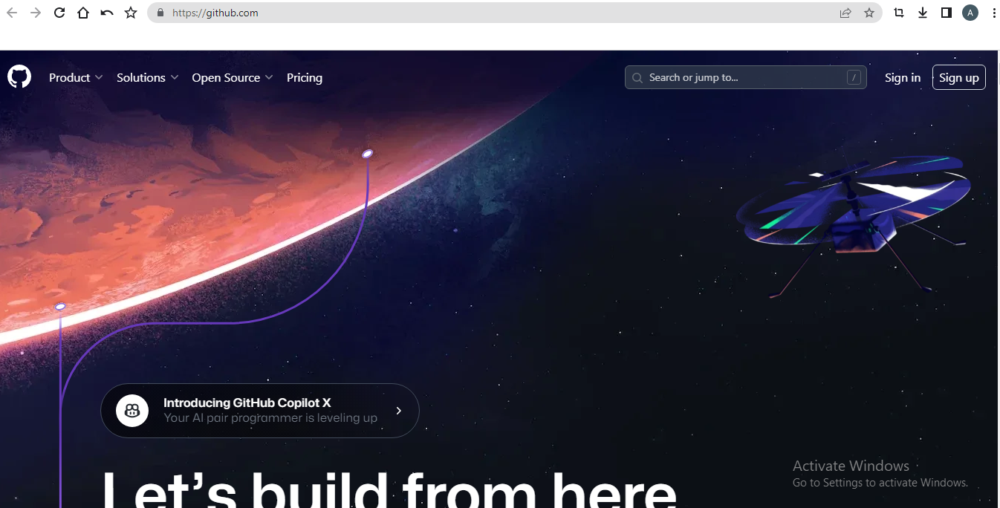 https://github.com
A
Product
Solutions
Open Source
Pricing
Search or jump to...
/
Sign in
Sign up
Introducing GitHub Copilot X
Your AI pair programmer is leveling up
Let’s build from here
Activate Windows
Go to Settings to activate Windows.